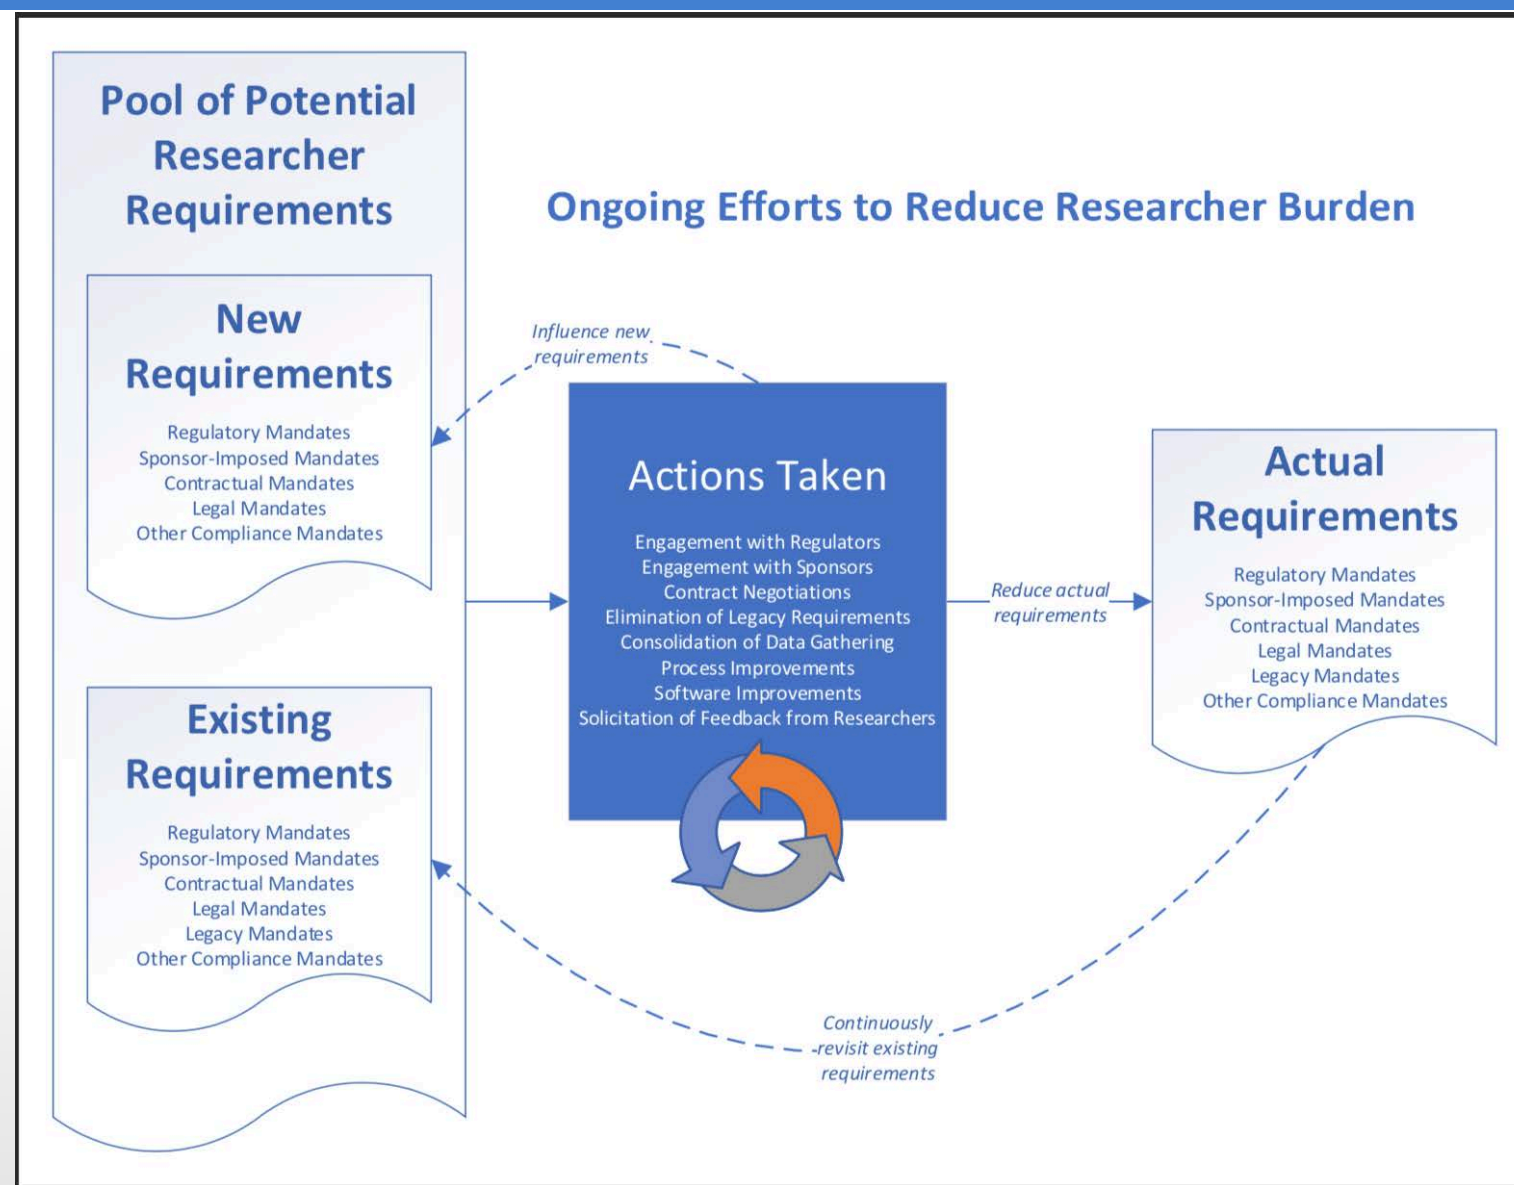 Pool of Potential
Researcher
Requirements
Ongoing Efforts to Reduce Researcher Burden
New
Requirements
Regulatory Mandates
Sponsor-Imposed Mandates
Contractual Mandates
Legal Mandates
Other Compliance Mandates
Influence new
requirements
Actions Taken
Engagement with Regulators
Engagement with Sponsors
Contract Negotiations
Elimination of Legacy Requirements
Consolidation of Data Gathering
Process Improvements
Software Improvements
Solicitation of Feedback from Researchers
Reduce actual
requirements
Actual
Requirements
Regulatory Mandates
Sponsor-Imposed Mandates
Contractual Mandates
Legal Mandates
Legacy Mandates
Other Compliance Mandates
Existing
Requirements
Regulatory Mandates
Sponsor-Imposed Mandates
Contractual Mandates
Legal Mandates
Legacy Mandates
Other Compliance Mandates
Continuously
revisit existing
requirements